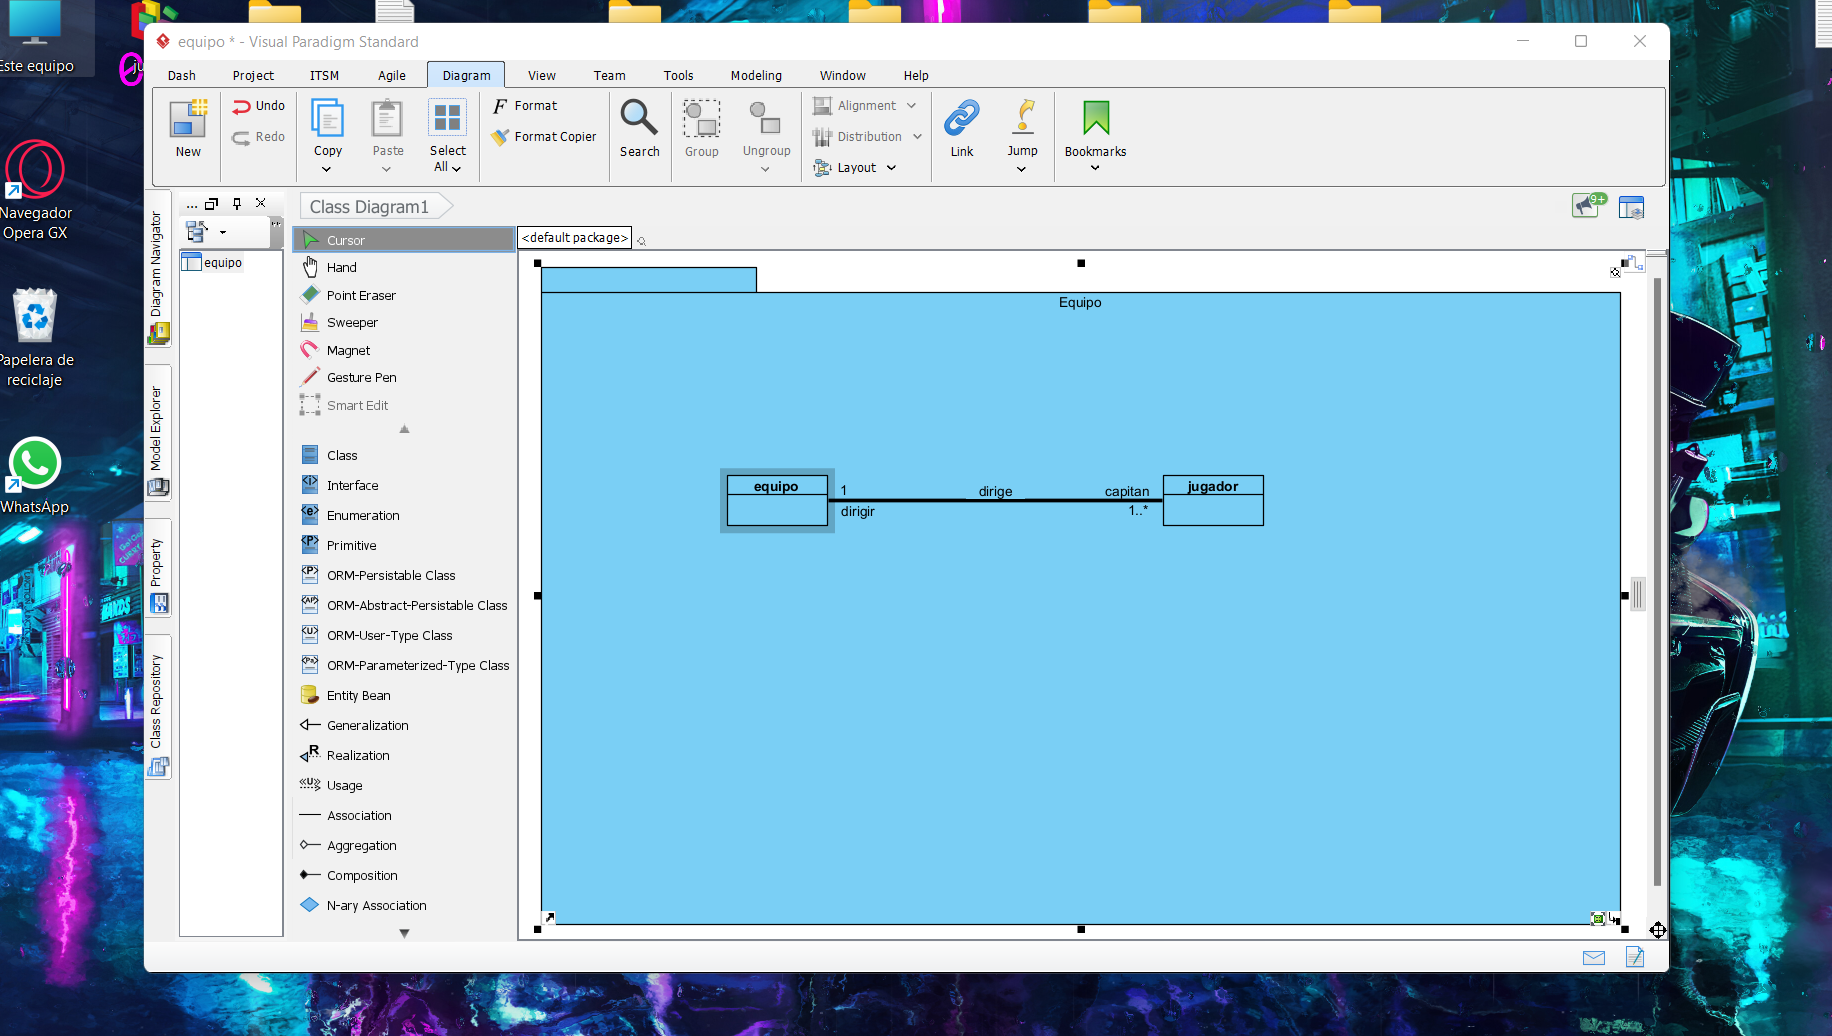 Este equipo
ju
equipo * - Visual Paradigm Standard
Dash
Project
ITSM
Agile
Diagram
View
Team
Tools
Modeling
Window
Help
New
Undo
Redo
Copy
Paste
Select
All
Format
Format Copier
Search
Group
Ungroup
Alignment
Distribution
Layout
Link
Jump
Bookmarks
Navegador
Opera GX
Papelera de
reciclaje
WhatsApp
Diagram Navigator
Model Explorer
Property
Class Repository
...
equipo
Class Diagram1
9+
Cursor
<default package>
Hand
Point Eraser
Sweeper
Magnet
Gesture Pen
Smart Edit
Class
Interface
Enumeration
Primitive
ORM-Persistable Class
ORM-Abstract-Persistable Class
ORM-User-Type Class
ORM-Parameterized-Type Class
Entity Bean
Generalization
Realization
Usage
Association
Aggregation
Composition
N-ary Association
Equipo
equipo
1
dirigir
dirige
capitan
1..*
jugador